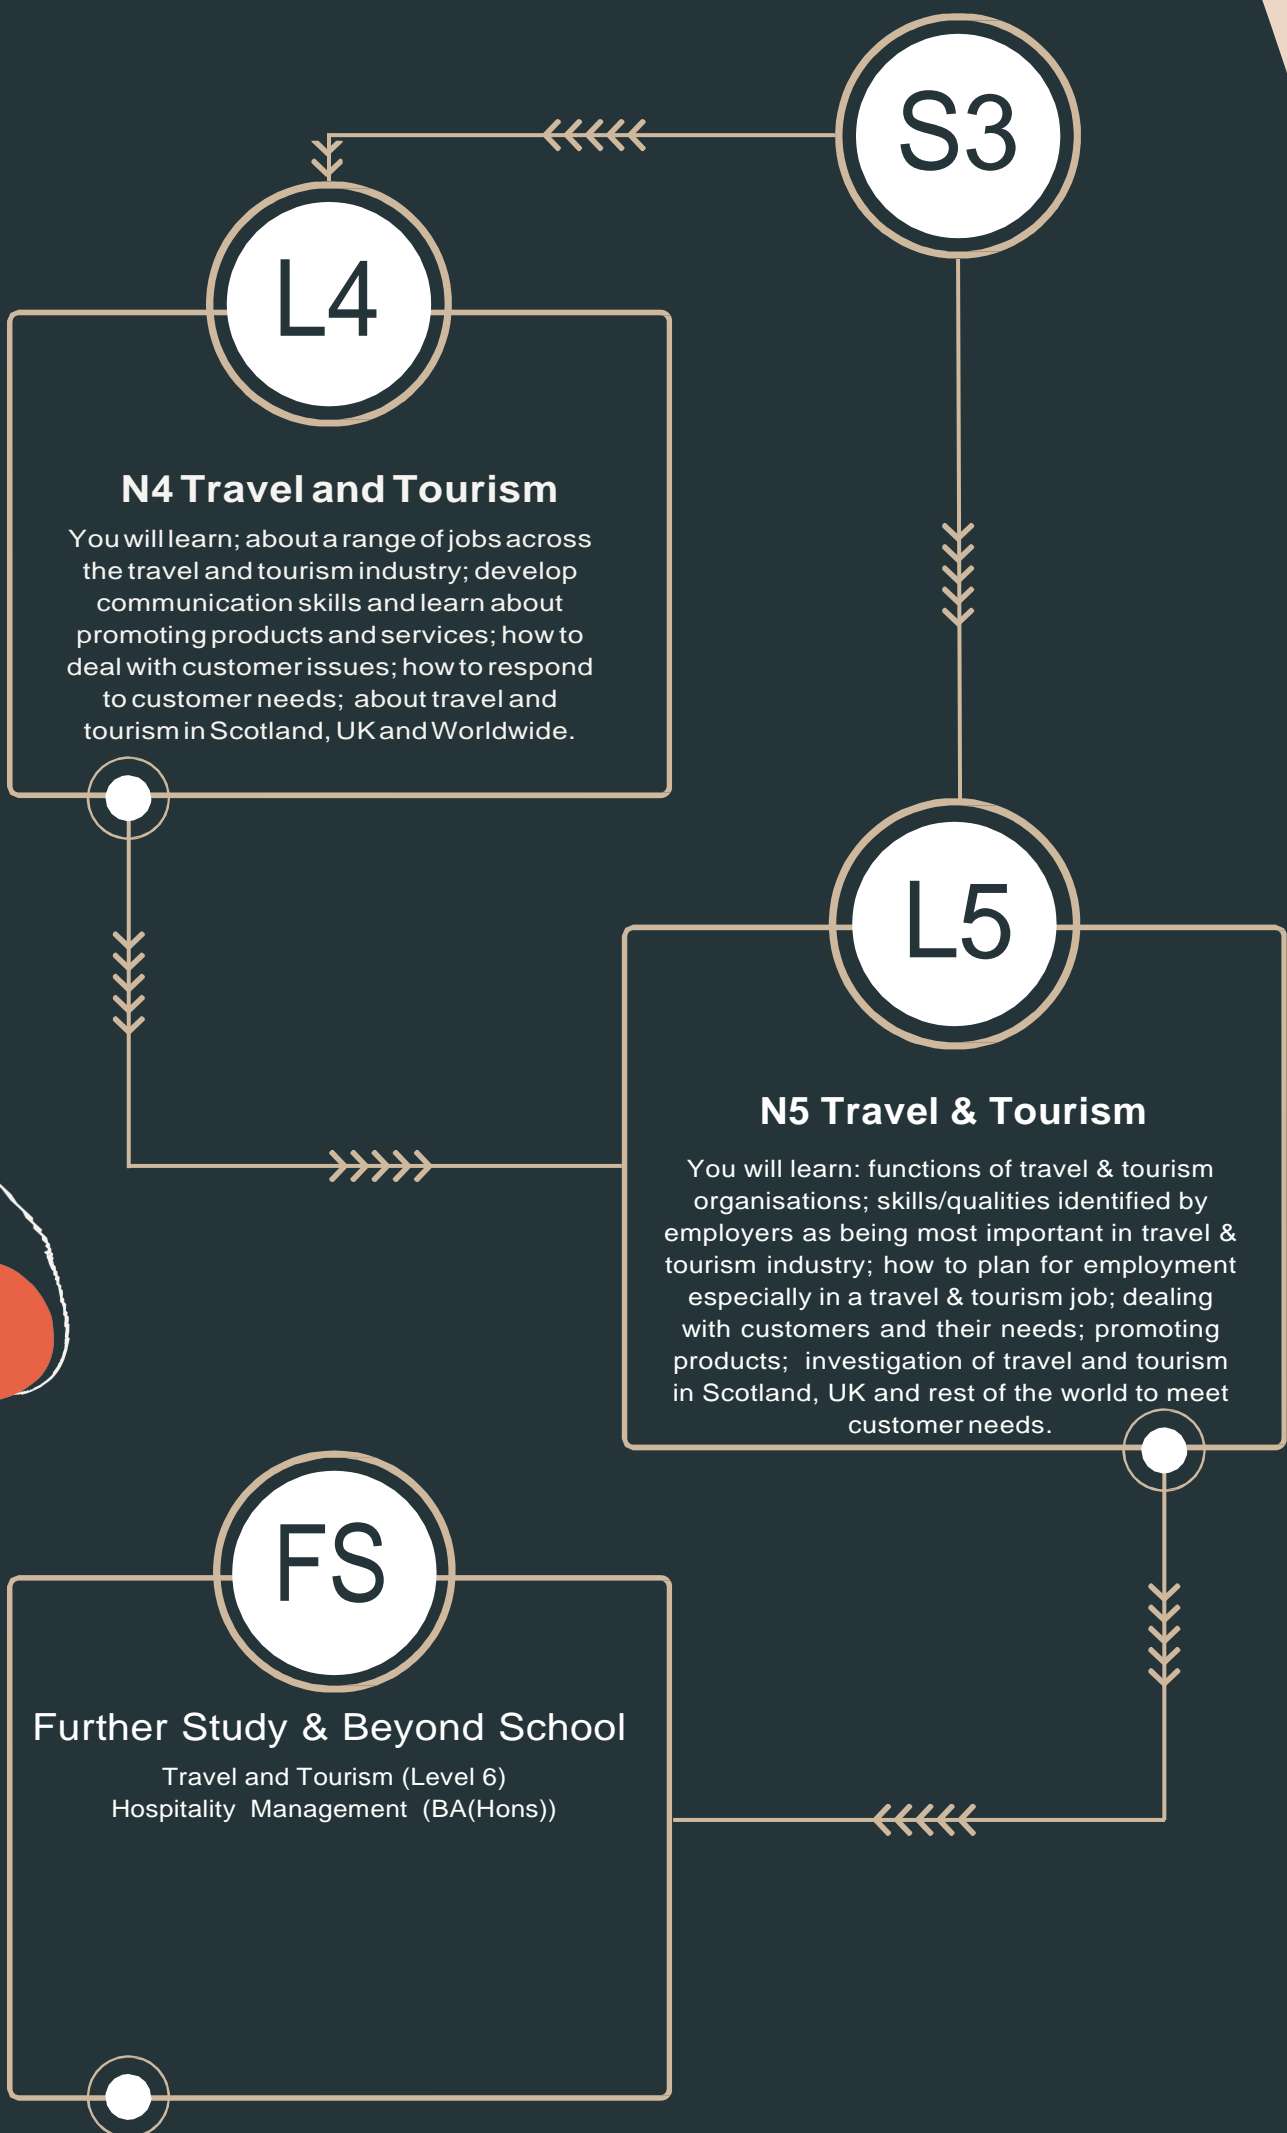 S3
L4
N4 Travel and Tourism
You will learn; about a range of jobs across
the travel and tourism industry; develop
communication skills and learn about
promoting products and services; how to
deal with customer issues; how to respond
to customer needs; about travel and
tourism in Scotland, UK and Worldwide.
L5
N5 Travel & Tourism
You will learn: functions of travel & tourism
organisations; skills/qualities identified by
employers as being most important in travel &
tourism industry; how to plan for employment
especially in a travel & tourism job; dealing
with customers and their needs; promoting
products; investigation of travel and tourism
in Scotland, UK and rest of the world to meet
customer needs.
FS
Further Study & Beyond School
Travel and Tourism (Level 6)
Hospitality Management (BA(Hons))